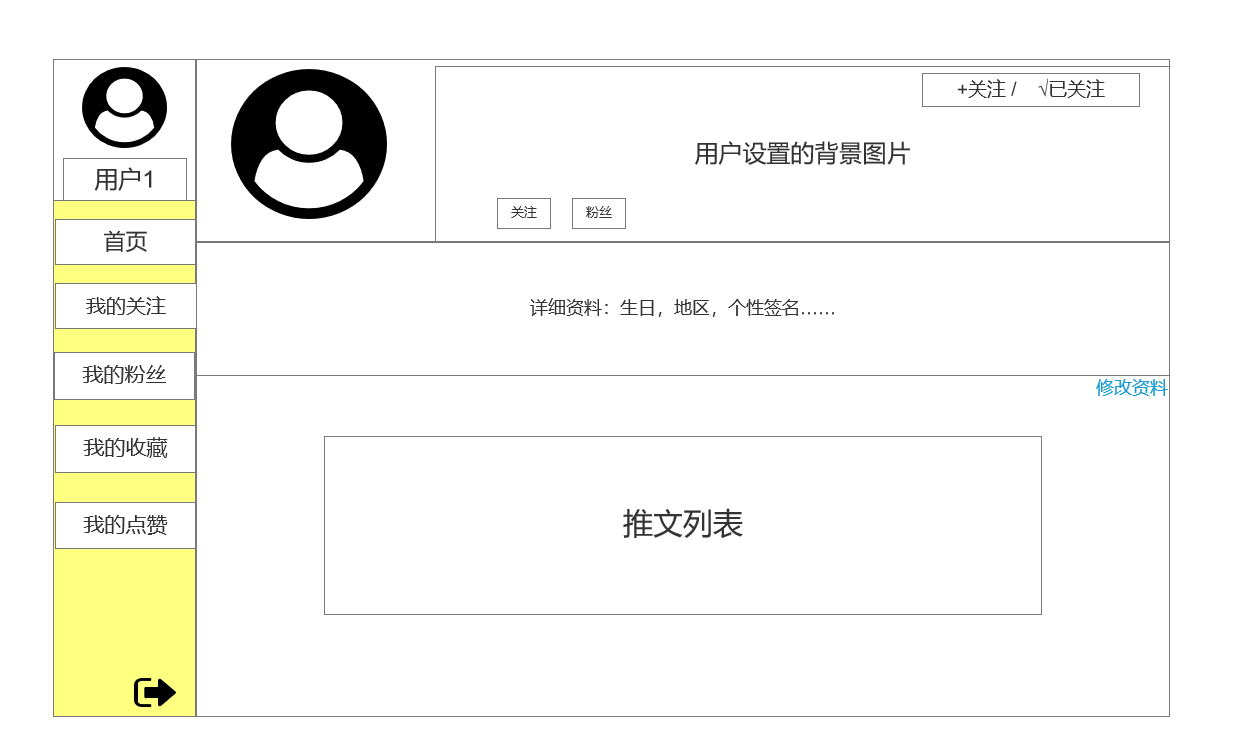 用户1
首页
我的关注
我的粉丝
我的收藏
我的点赞
+关注 / √已关注
用户设置的背景图片
关注
粉丝
详细资料：生日，地区，个性签名......
修改资料
推文列表